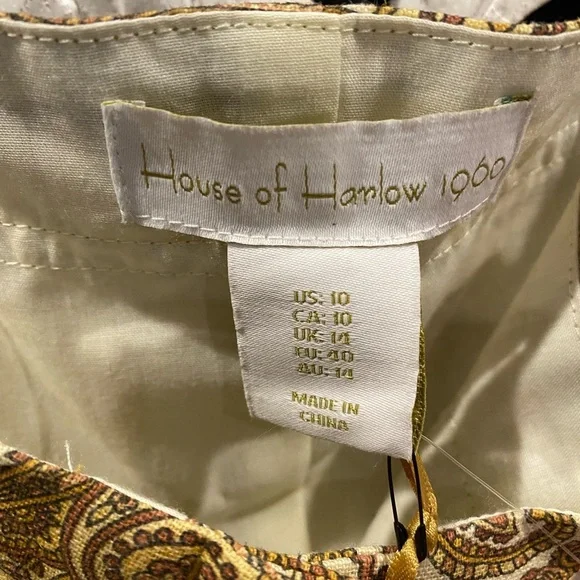 House of Harlow 1960
US: 10
CA: 10
UK: 14
EU: 40
AU: 14
MADE IN
CHINA